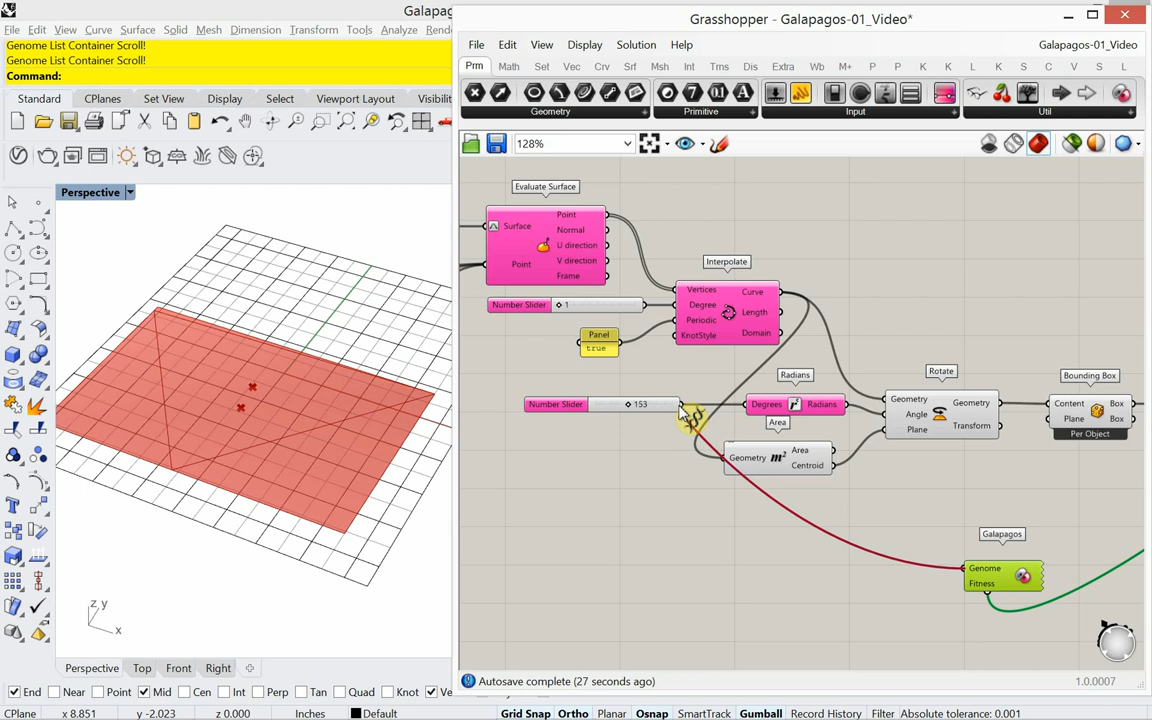 Galapagos
File Edit View Curve Surface Solid Mesh Dimension Transform Tools Analyze Rend
Genome List Container Scroll!
Genome List Container Scroll!
Command:
Standard CPlanes Set View Display Select Viewport Layout Visibili
Perspective
z y
x
Perspective Top Front Right
End Near Point Mid Cen Int Perp Tan Quad Knot Ve
CPlane x 8.851 y -2.023 z 0.000 Inches Default Grid Snap Ortho Planar Osnap SmartTrack Gumball Record History Filter Absolute tolerance: 0.001
Grasshopper - Galapagos-01_Video*
File Edit View Display Solution Help Galapagos-01_Video
Prm Math Set Vec Crv Srf Msh Int Trns Dis Extra Wb M+ P P K K L K S C M V S L
Geometry Primitive Input Util
128%
Evaluate Surface
Surface
Point
Point
Normal
U direction
V direction
Frame
Interpolate
Vertices
Degree
Periodic
KnotStyle
Curve
Length
Domain
Number Slider 1
Panel
true
Number Slider 153
Radians
Degrees Radians
Area
Geometry
Area
Centroid
Rotate
Geometry
Angle
Plane
Geometry
Transform
Bounding Box
Content
Plane
Box
Box
Per Object
Galapagos
Genome
Fitness
Autosave complete (27 seconds ago) 1.0.0007